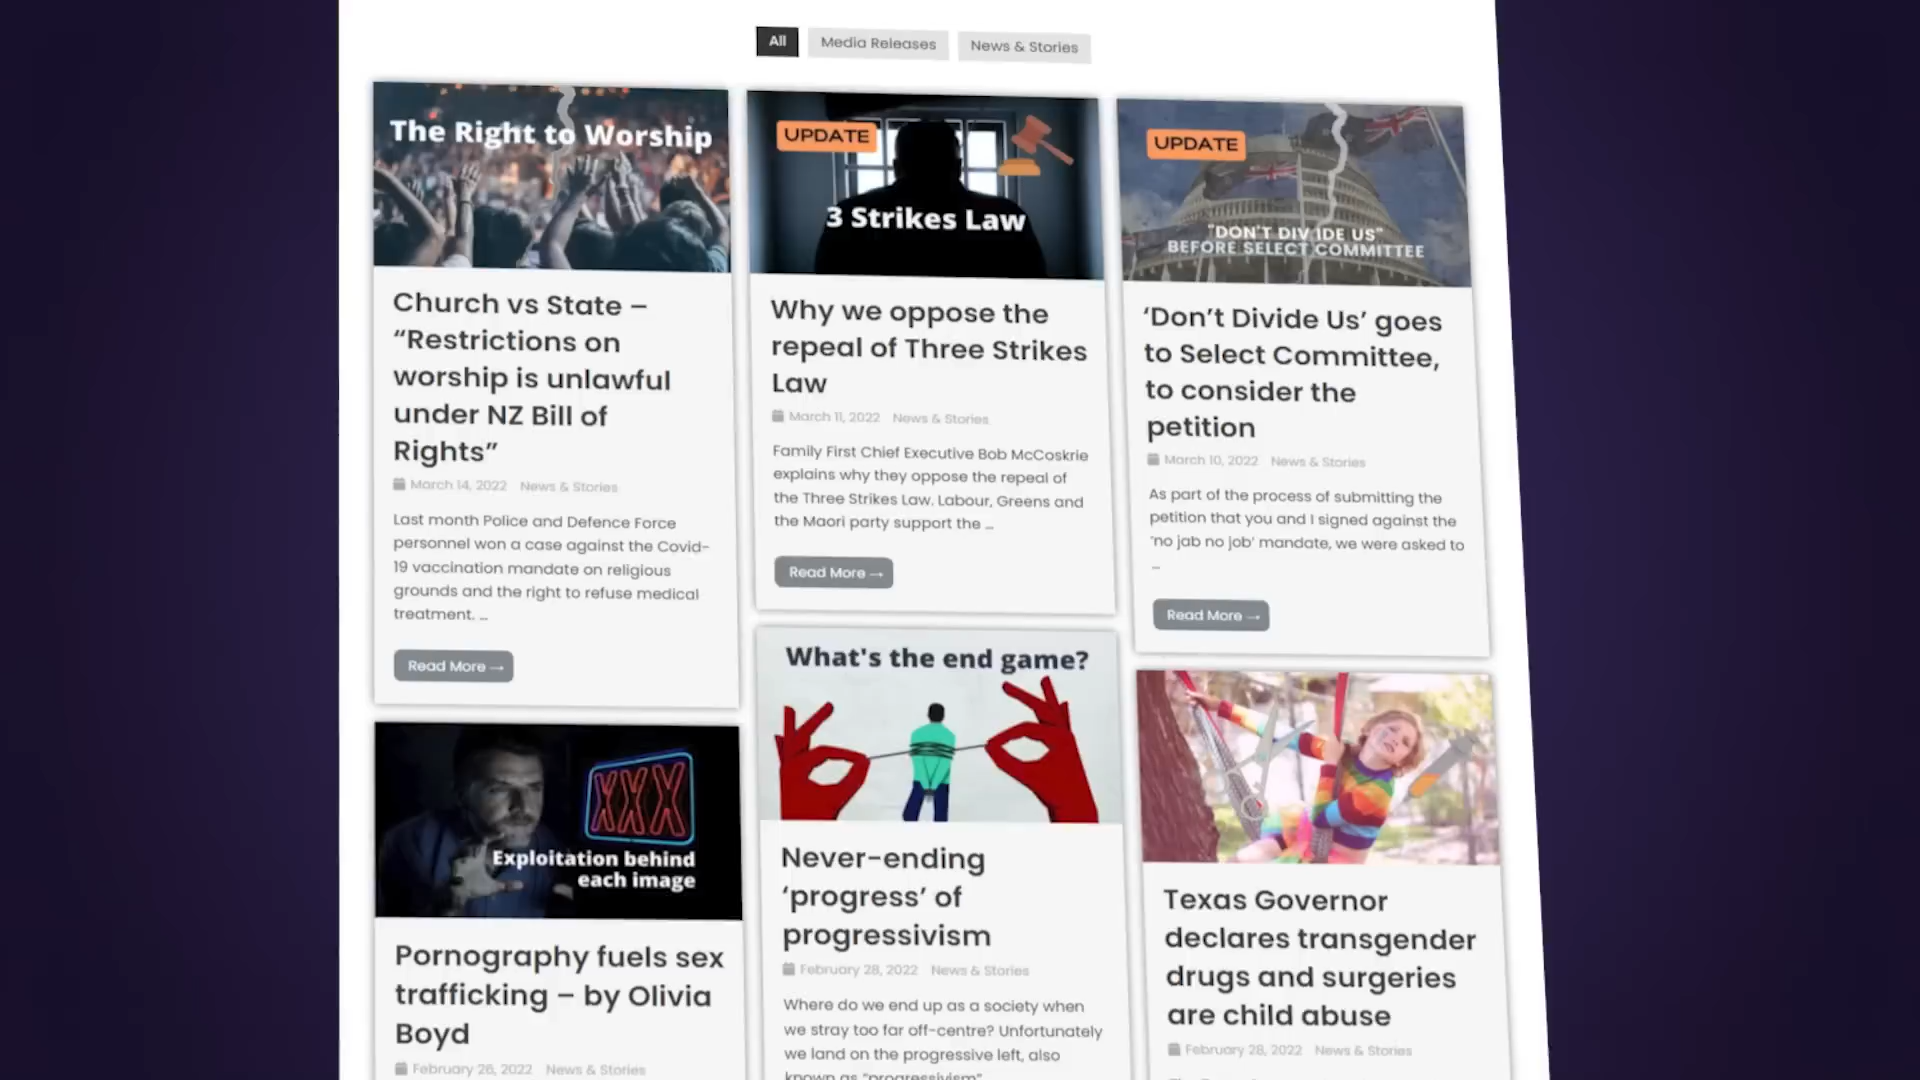 All
Media Releases
News & Stories
The Right to Worship
Church vs State –
“Restrictions on
worship is unlawful
under NZ Bill of
Rights”
March 14, 2022 News & Stories
Last month Police and Defence Force
personnel won a case against the Covid-
19 vaccination mandate on religious
grounds and the right to refuse medical
treatment. ...
Read More →
UPDATE
3 Strikes Law
Why we oppose the
repeal of Three Strikes
Law
March 11, 2022 News & Stories
Family First Chief Executive Bob McCoskrie
explains why they oppose the repeal of
the Three Strikes Law. Labour, Greens and
the Maori party support the ...
Read More →
UPDATE
"DON'T DIVIDE US"
BEFORE SELECT COMMITTEE
‘Don’t Divide Us’ goes
to Select Committee,
to consider the
petition
March 10, 2022 News & Stories
As part of the process of submitting the
petition that you and I signed against the
‘no jab no job’ mandate, we were asked to
...
Read More →
XXX
Exploitation behind
each image
Pornography fuels sex
trafficking – by Olivia
Boyd
February 26, 2022 News & Stories
What's the end game?
Never-ending
‘progress’ of
progressivism
February 28, 2022 News & Stories
Where do we end up as a society when
we stray too far off-centre? Unfortunately
we land on the progressive left, also
known as “progressivism”
Texas Governor
declares transgender
drugs and surgeries
are child abuse
February 28, 2022 News & Stories